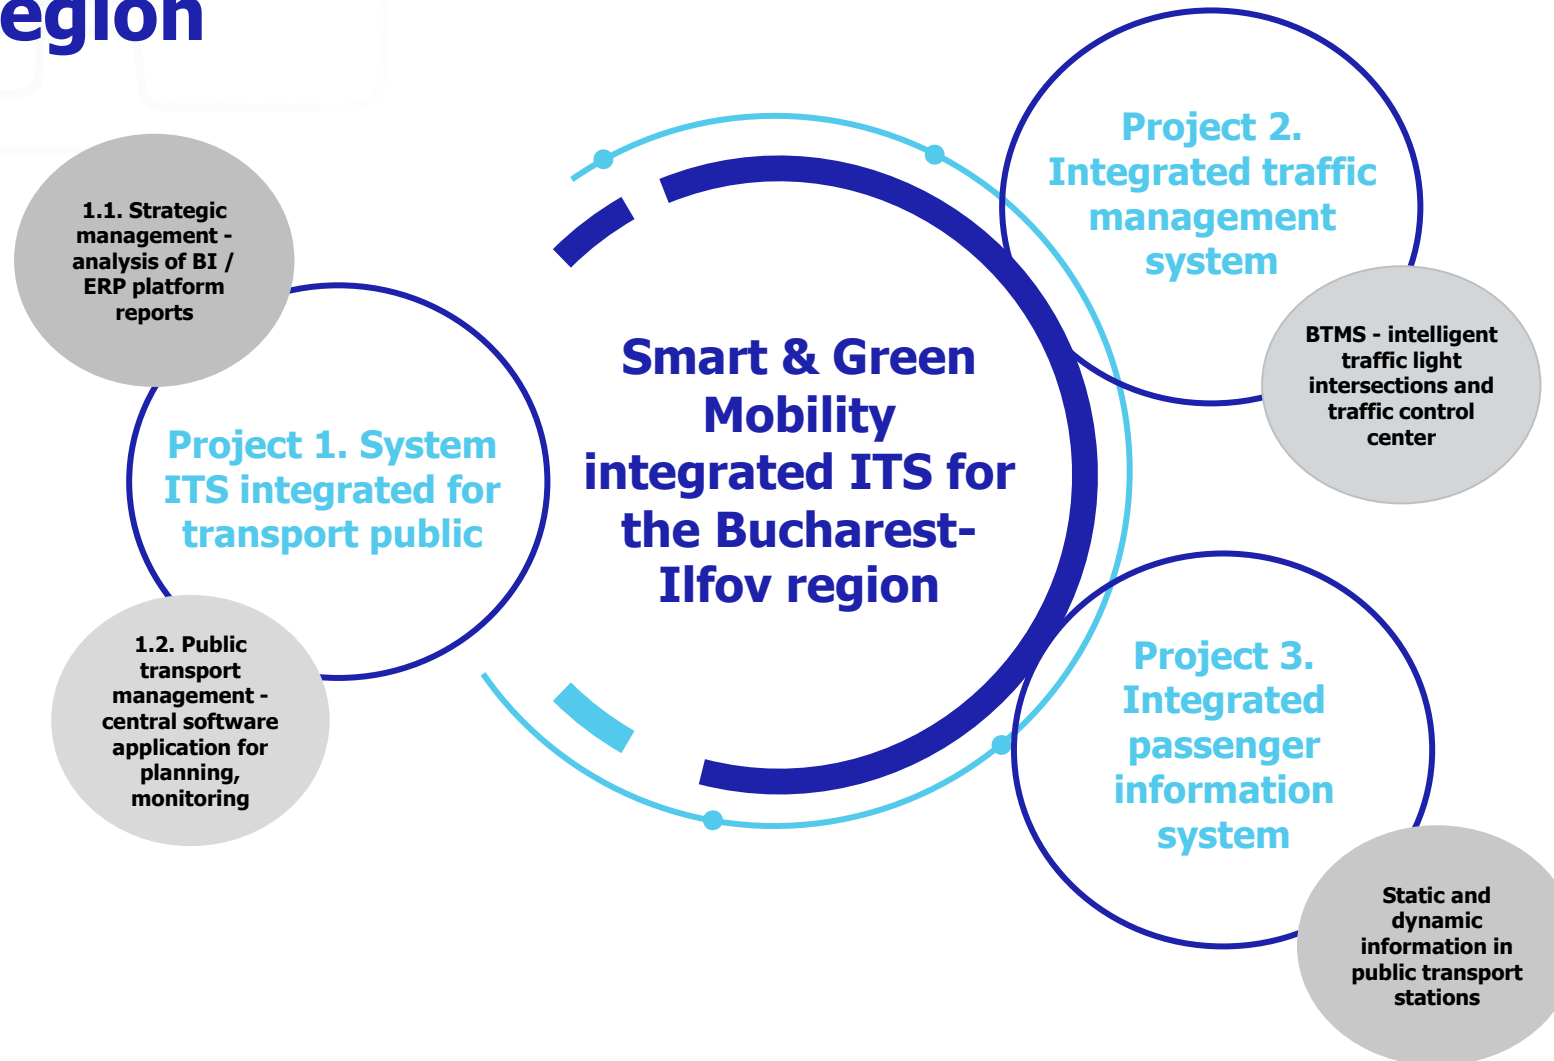 egion
1.1. Strategic
management -
analysis of BI /
ERP platform
reports
Project 1. System
ITS integrated for
transport public
1.2. Public
transport
management -
central software
application for
planning,
monitoring
Smart & Green
Mobility
integrated ITS for
the Bucharest-
Ilfov region
Project 2.
Integrated traffic
management
system
BTMS - intelligent
traffic light
intersections and
traffic control
center
Project 3.
Integrated
passenger
information
system
Static and
dynamic
information in
public transport
stations